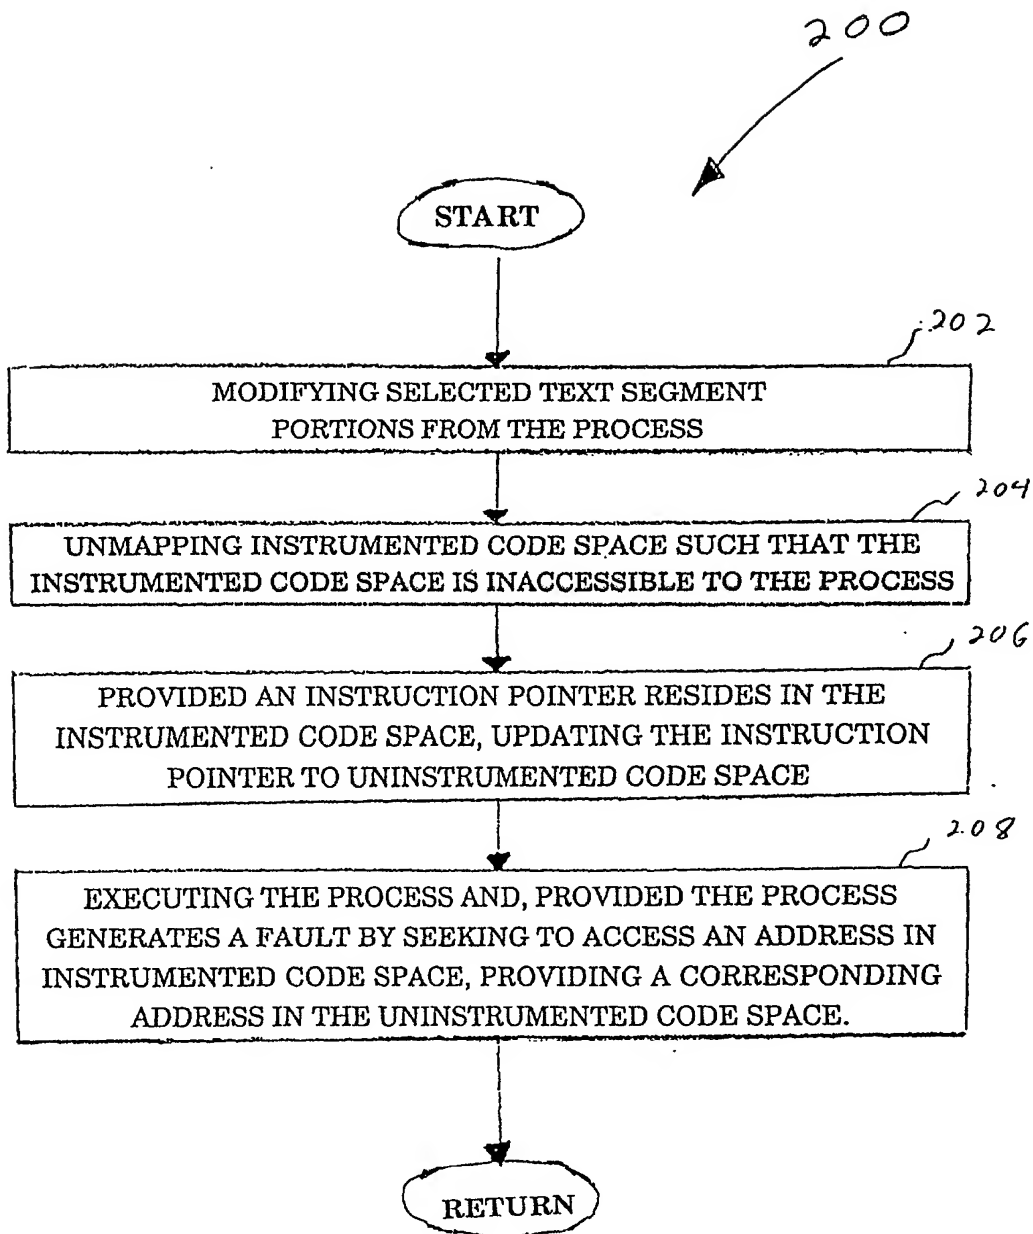 200
START
202
MODIFYING SELECTED TEXT SEGMENT
PORTIONS FROM THE PROCESS
204
UNMAPPING INSTRUMENTED CODE SPACE SUCH THAT THE
INSTRUMENTED CODE SPACE IS INACCESSIBLE TO THE PROCESS
206
PROVIDED AN INSTRUCTION POINTER RESIDES IN THE
INSTRUMENTED CODE SPACE, UPDATING THE INSTRUCTION
POINTER TO UNINSTRUMENTED CODE SPACE
208
EXECUTING THE PROCESS AND, PROVIDED THE PROCESS
GENERATES A FAULT BY SEEKING TO ACCESS AN ADDRESS IN
INSTRUMENTED CODE SPACE, PROVIDING A CORRESPONDING
ADDRESS IN THE UNINSTRUMENTED CODE SPACE.
RETURN